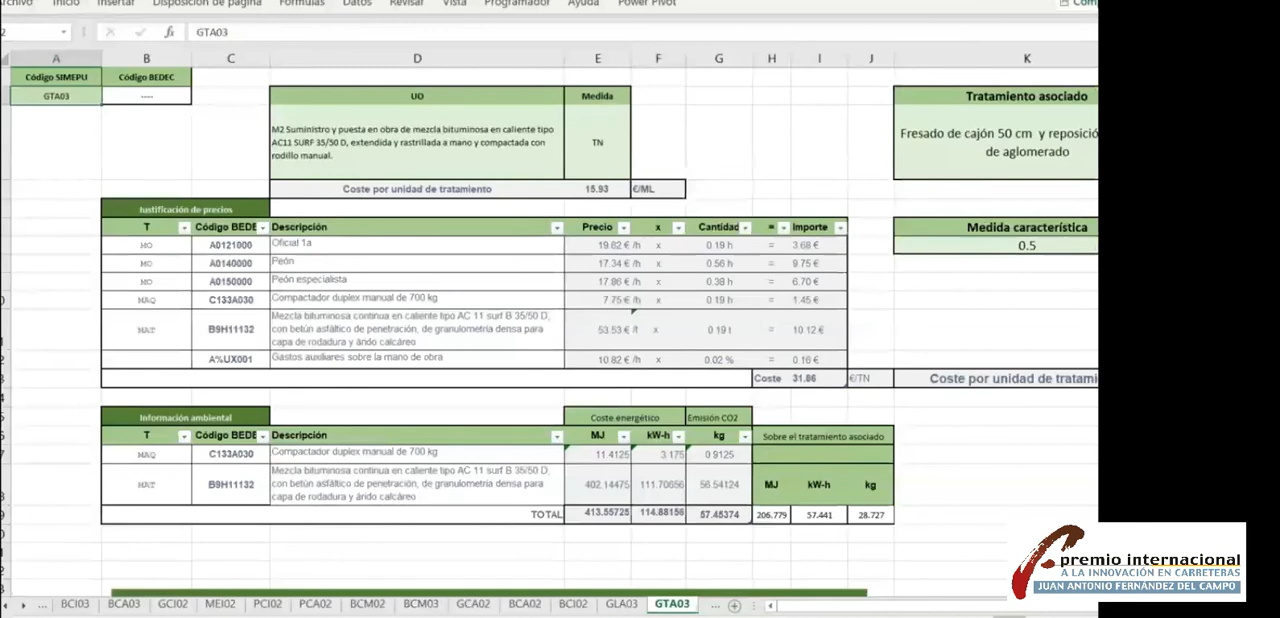 Inicio Insertar Disposición de página Fórmulas Datos Revisar Vista Programador Ayuda Power Pivot
fx GTA03
A B C D E F G H I J K
Código SIMEPU Código BEDEC
GTA03 ----
UO Medida
M2 Suministro y puesta en obra de mezcla bituminosa en caliente tipo
AC11 SURF 35/50 D, extendida y rastrillada a mano y compactada con
rodillo manual.
TN
Coste por unidad de tratamiento 15.93 €/ML
Tratamiento asociado
Fresado de cajón 50 cm y reposició
de aglomerado
Justificación de precios
T Código BEDE Descripción Precio x Cantidad = Importe
MO A0121000 Oficial 1a 19.62 € /h x 0.19 h = 3.68 €
MO A0140000 Peón 17.34 € /h x 0.56 h = 9.75 €
MO A0150000 Peón especialista 17.86 € /h x 0.38 h = 6.70 €
MAQ C133A030 Compactador duplex manual de 700 kg 7.75 € /h x 0.19 h = 1.45 €
MAT B9H11132 Mezcla bituminosa continua en caliente tipo AC 11 surf B 35/50 D,
con betún asfáltico de penetración, de granulometría densa para
capa de rodadura y árido calcáreo
53.53 € /t x 0.19 t = 10.12 €
A%UX001 Gastos auxiliares sobre la mano de obra 10.82 € /h x 0.02 % = 0.16 €
Coste 31.86 €/TN
Medida característica
0.5
Coste por unidad de tratami
Información ambiental Coste energético Emisión CO2
T Código BEDE Descripción MJ kW-h kg Sobre el tratamiento asociado
MAQ C133A030 Compactador duplex manual de 700 kg 11.4125 3.175 0.9125
MAT B9H11132 Mezcla bituminosa continua en caliente tipo AC 11 surf B 35/50 D,
con betún asfáltico de penetración, de granulometría densa para
capa de rodadura y árido calcáreo
402.14475 111.70656 56.54124 MJ kW-h kg
TOTAL 413.55725 114.88156 57.45374 206.779 57.441 28.727
... BCI03 BCA03 GCI02 MEI02 PCI02 PCA02 BCM02 BCM03 GCA02 BCA02 BCI02 GLA03 GTA03 ...
premio internacional
A LA INNOVACIÓN EN CARRETERAS
JUAN ANTONIO FERNÁNDEZ DEL CAMPO